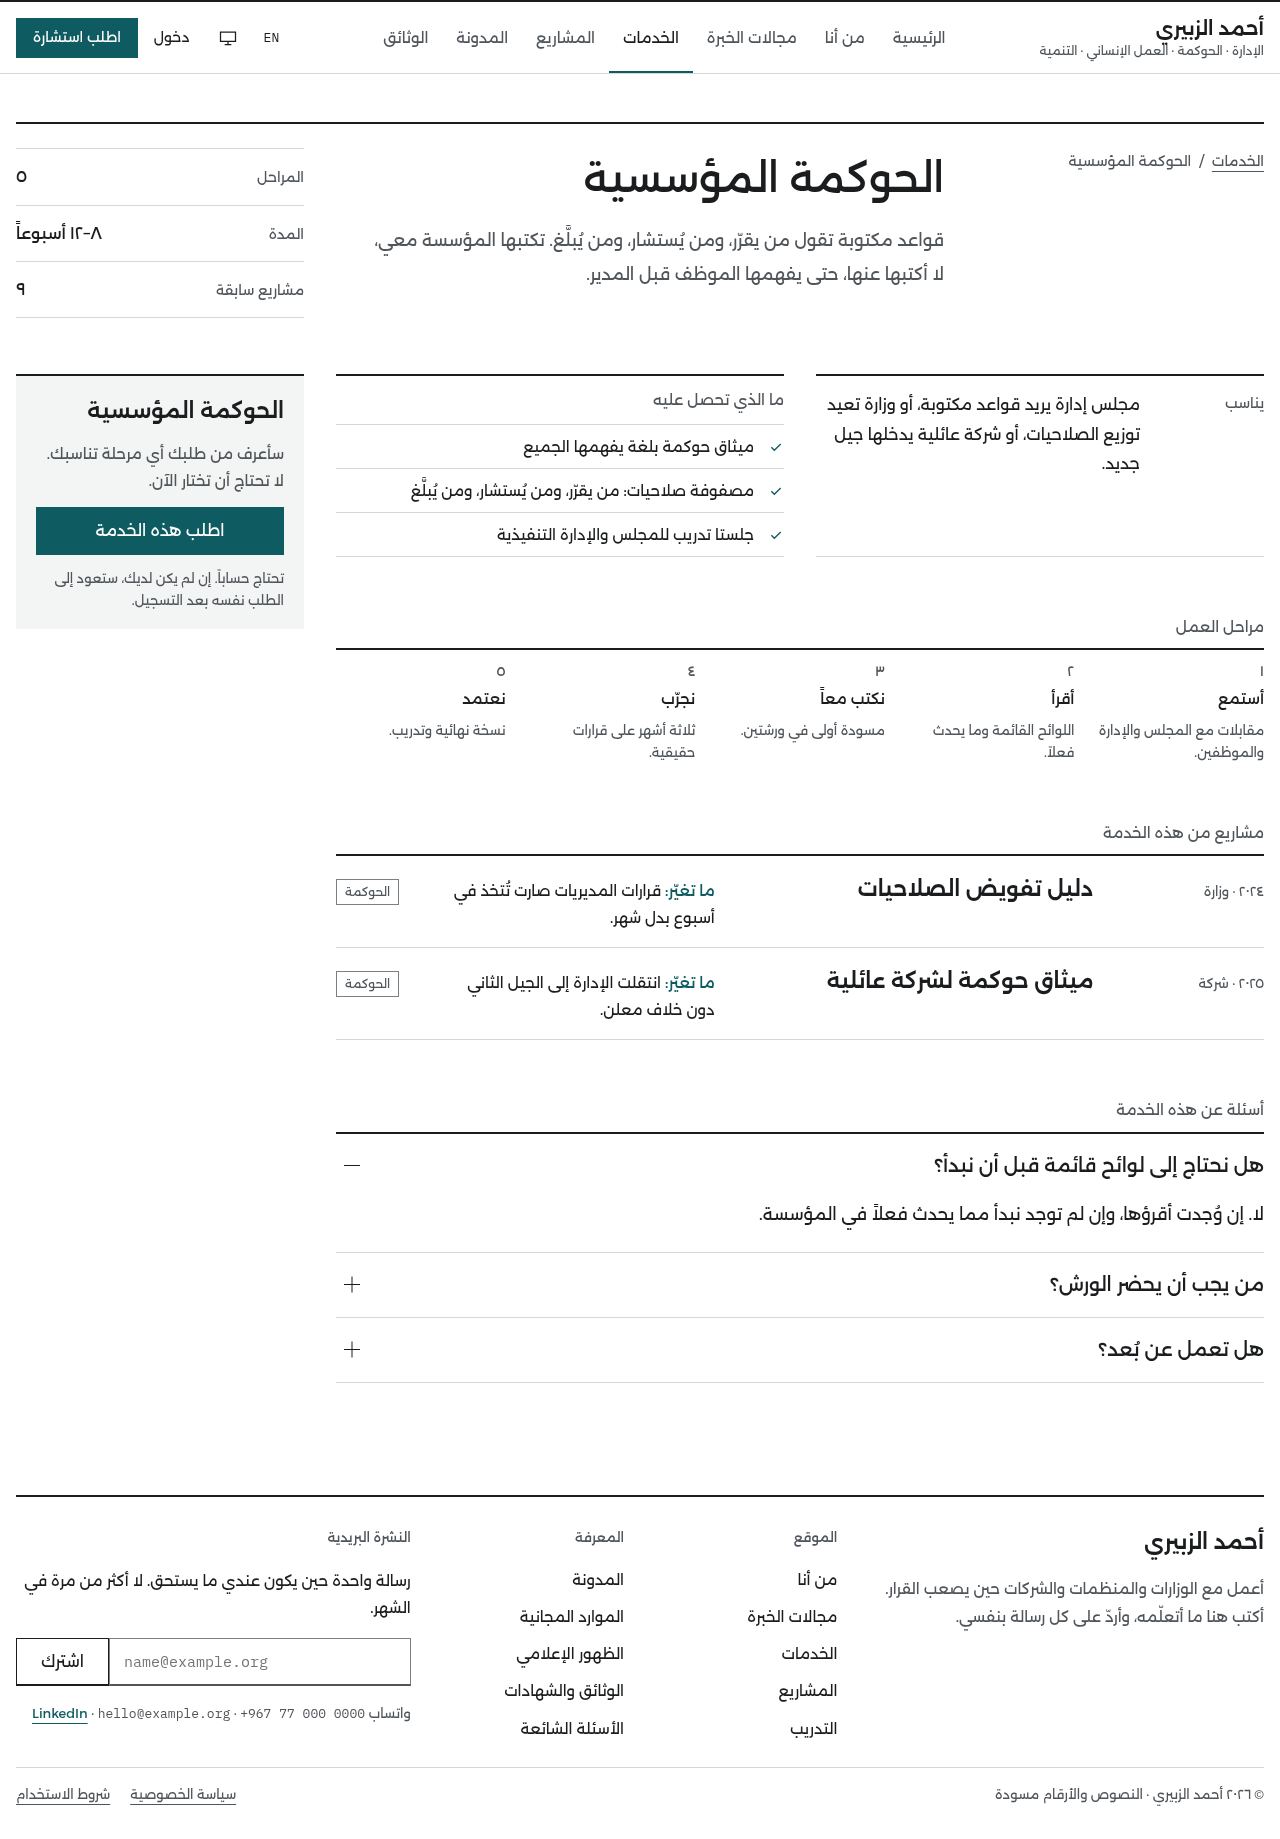 أحمد الزبيري
الإدارة · الحوكمة · العمل الإنساني · التنمية
الرئيسية
من أنا
مجالات الخبرة
الخدمات
المشاريع
المدونة
الوثائق
EN
دخول
اطلب استشارة
الخدمات / الحوكمة المؤسسية
الحوكمة المؤسسية
قواعد مكتوبة تقول من يقرّر، ومن يُستشار، ومن يُبلَّغ. تكتبها المؤسسة معي،
لا أكتبها عنها، حتى يفهمها الموظف قبل المدير.
المراحل ٥
المدة ٨–١٢ أسبوعاً
مشاريع سابقة ٩
يناسب
مجلس إدارة يريد قواعد مكتوبة، أو وزارة تعيد
توزيع الصلاحيات، أو شركة عائلية يدخلها جيل
جديد.
ما الذي تحصل عليه
ميثاق حوكمة بلغة يفهمها الجميع
مصفوفة صلاحيات: من يقرّر، ومن يُستشار، ومن يُبلَّغ
جلستا تدريب للمجلس والإدارة التنفيذية
الحوكمة المؤسسية
سأعرف من طلبك أي مرحلة تناسبك.
لا تحتاج أن تختار الآن.
اطلب هذه الخدمة
تحتاج حساباً. إن لم يكن لديك، ستعود إلى
الطلب نفسه بعد التسجيل.
مراحل العمل
١
أستمع
مقابلات مع المجلس والإدارة
والموظفين.
٢
أقرأ
اللوائح القائمة وما يحدث
فعلاً.
٣
نكتب معاً
مسودة أولى في ورشتين.
٤
نجرّب
ثلاثة أشهر على قرارات
حقيقية.
٥
نعتمد
نسخة نهائية وتدريب.
مشاريع من هذه الخدمة
٢٠٢٤ · وزارة
دليل تفويض الصلاحيات
ما تغيّر: قرارات المديريات صارت تُتخذ في
أسبوع بدل شهر.
الحوكمة
٢٠٢٥ · شركة
ميثاق حوكمة لشركة عائلية
ما تغيّر: انتقلت الإدارة إلى الجيل الثاني
دون خلاف معلن.
الحوكمة
أسئلة عن هذه الخدمة
هل نحتاج إلى لوائح قائمة قبل أن نبدأ؟
لا. إن وُجدت أقرؤها، وإن لم توجد نبدأ مما يحدث فعلاً في المؤسسة.
من يجب أن يحضر الورش؟
هل تعمل عن بُعد؟
أحمد الزبيري
أعمل مع الوزارات والمنظمات والشركات حين يصعب القرار.
أكتب هنا ما أتعلّمه، وأردّ على كل رسالة بنفسي.
الموقع
من أنا
مجالات الخبرة
الخدمات
المشاريع
التدريب
المعرفة
المدونة
الموارد المجانية
الظهور الإعلامي
الوثائق والشهادات
الأسئلة الشائعة
النشرة البريدية
رسالة واحدة حين يكون عندي ما يستحق. لا أكثر من مرة في
الشهر.
name@example.org
اشترك
واتساب 0000 000 77 967+ · hello@example.org · LinkedIn
© ٢٠٢٦ أحمد الزبيري · النصوص والأرقام مسودة
سياسة الخصوصية
شروط الاستخدام